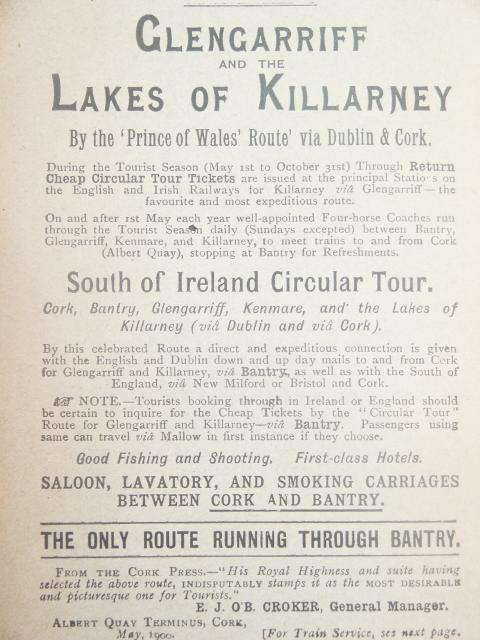 GLENGARRIFF
AND THE
LAKES OF KILLARNEY
By the 'Prince of Wales' Route' via Dublin & Cork.
During the Tourist Season (May 1st to October 31st) Through Return
Cheap Circular Tour Tickets are issued at the principal Statio s on
the English and Irish Railways for Killarney viâ Glengarriff—the
favourite and most expeditious route.
On and after 1st May each year well-appointed Four-horse Coaches run
through the Tourist Season daily (Sundays excepted) between Bantry,
Glengarriff, Kenmare, and Killarney, to meet trains to and from Cork
(Albert Quay), stopping at Bantry for Refreshments.
South of Ireland Circular Tour.
Cork, Bantry, Glengarriff, Kenmare, and the Lakes of
Killarney (viâ Dublin and viâ Cork).
By this celebrated Route a direct and expeditious connection is given
with the English and Dublin down and up day mails to and from Cork
for Glengarriff and Killarney, viâ Bantry, as well as with the South of
England, viâ New Milford or Bristol and Cork.
☞ NOTE.—Tourists booking through in Ireland or England should
be certain to inquire for the Cheap Tickets by the "Circular Tour"
Route for Glengarriff and Killarney—viâ Bantry. Passengers using
same can travel viâ Mallow in first instance if they choose.
Good Fishing and Shooting. First-class Hotels.
SALOON, LAVATORY, AND SMOKING CARRIAGES
BETWEEN CORK AND BANTRY.
THE ONLY ROUTE RUNNING THROUGH BANTRY.
FROM THE CORK PRESS.—"His Royal Highness and suite having
selected the above route, INDISPUTABLY stamps it as the MOST DESIRABLE
and picturesque one for Tourists."
E. J. O'B. CROKER, General Manager.
ALBERT QUAY TERMINUS, CORK,
May, 1900.
[For Train Service, see next page.